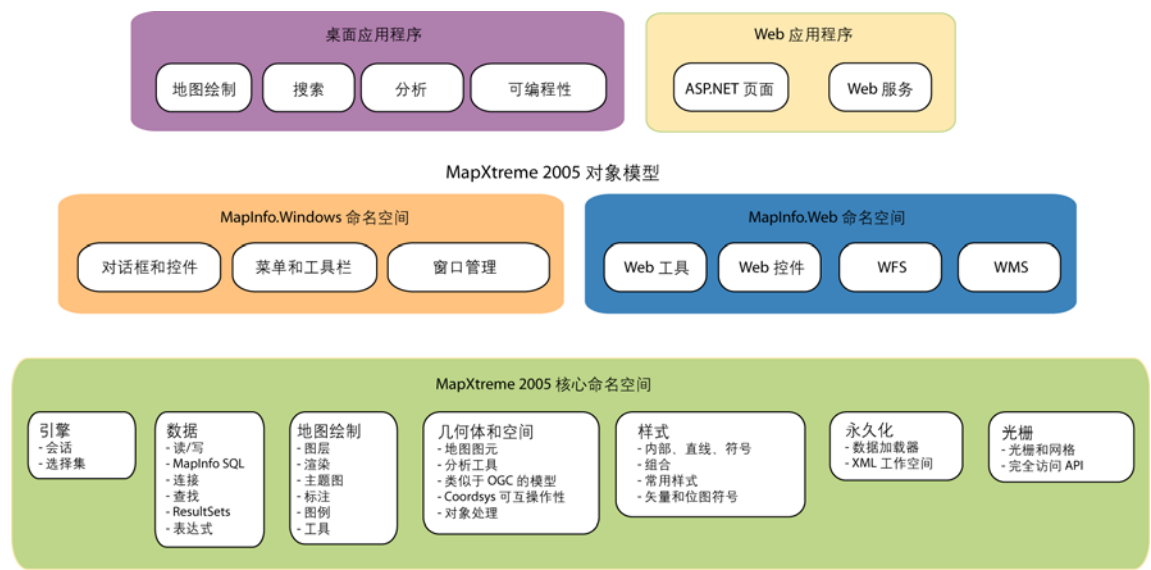 桌面应用程序
地图绘制
搜索
分析
可编程性
Web 应用程序
ASP.NET 页面
Web 服务
MapXtreme 2005 对象模型
MapInfo.Windows 命名空间
对话框和控件
菜单和工具栏
窗口管理
MapInfo.Web 命名空间
Web 工具
Web 控件
WFS
WMS
MapXtreme 2005 核心命名空间
引擎
- 会话
- 选择集
数据
- 读/写
- MapInfo SQL
- 连接
- 查找
- ResultSets
- 表达式
地图绘制
- 图层
- 渲染
- 主题图
- 标注
- 图例
- 工具
几何体和空间
- 地图图元
- 分析工具
- 类似于 OGC 的模型
- Coordsys 可互操作性
- 对象处理
样式
- 内部、直线、符号
- 组合
- 常用样式
- 矢量和位图符号
永久化
- 数据加载器
- XML 工作空间
光栅
- 光栅和网格
- 完全访问 API